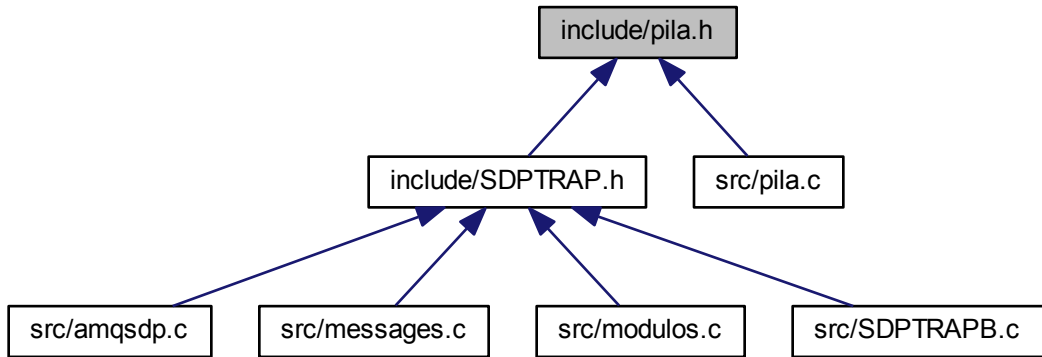 include/pila.h
include/SDPTRAP.h
src/pila.c
src/amqsdp.c
src/messages.c
src/modulos.c
src/SDPTRAPB.c